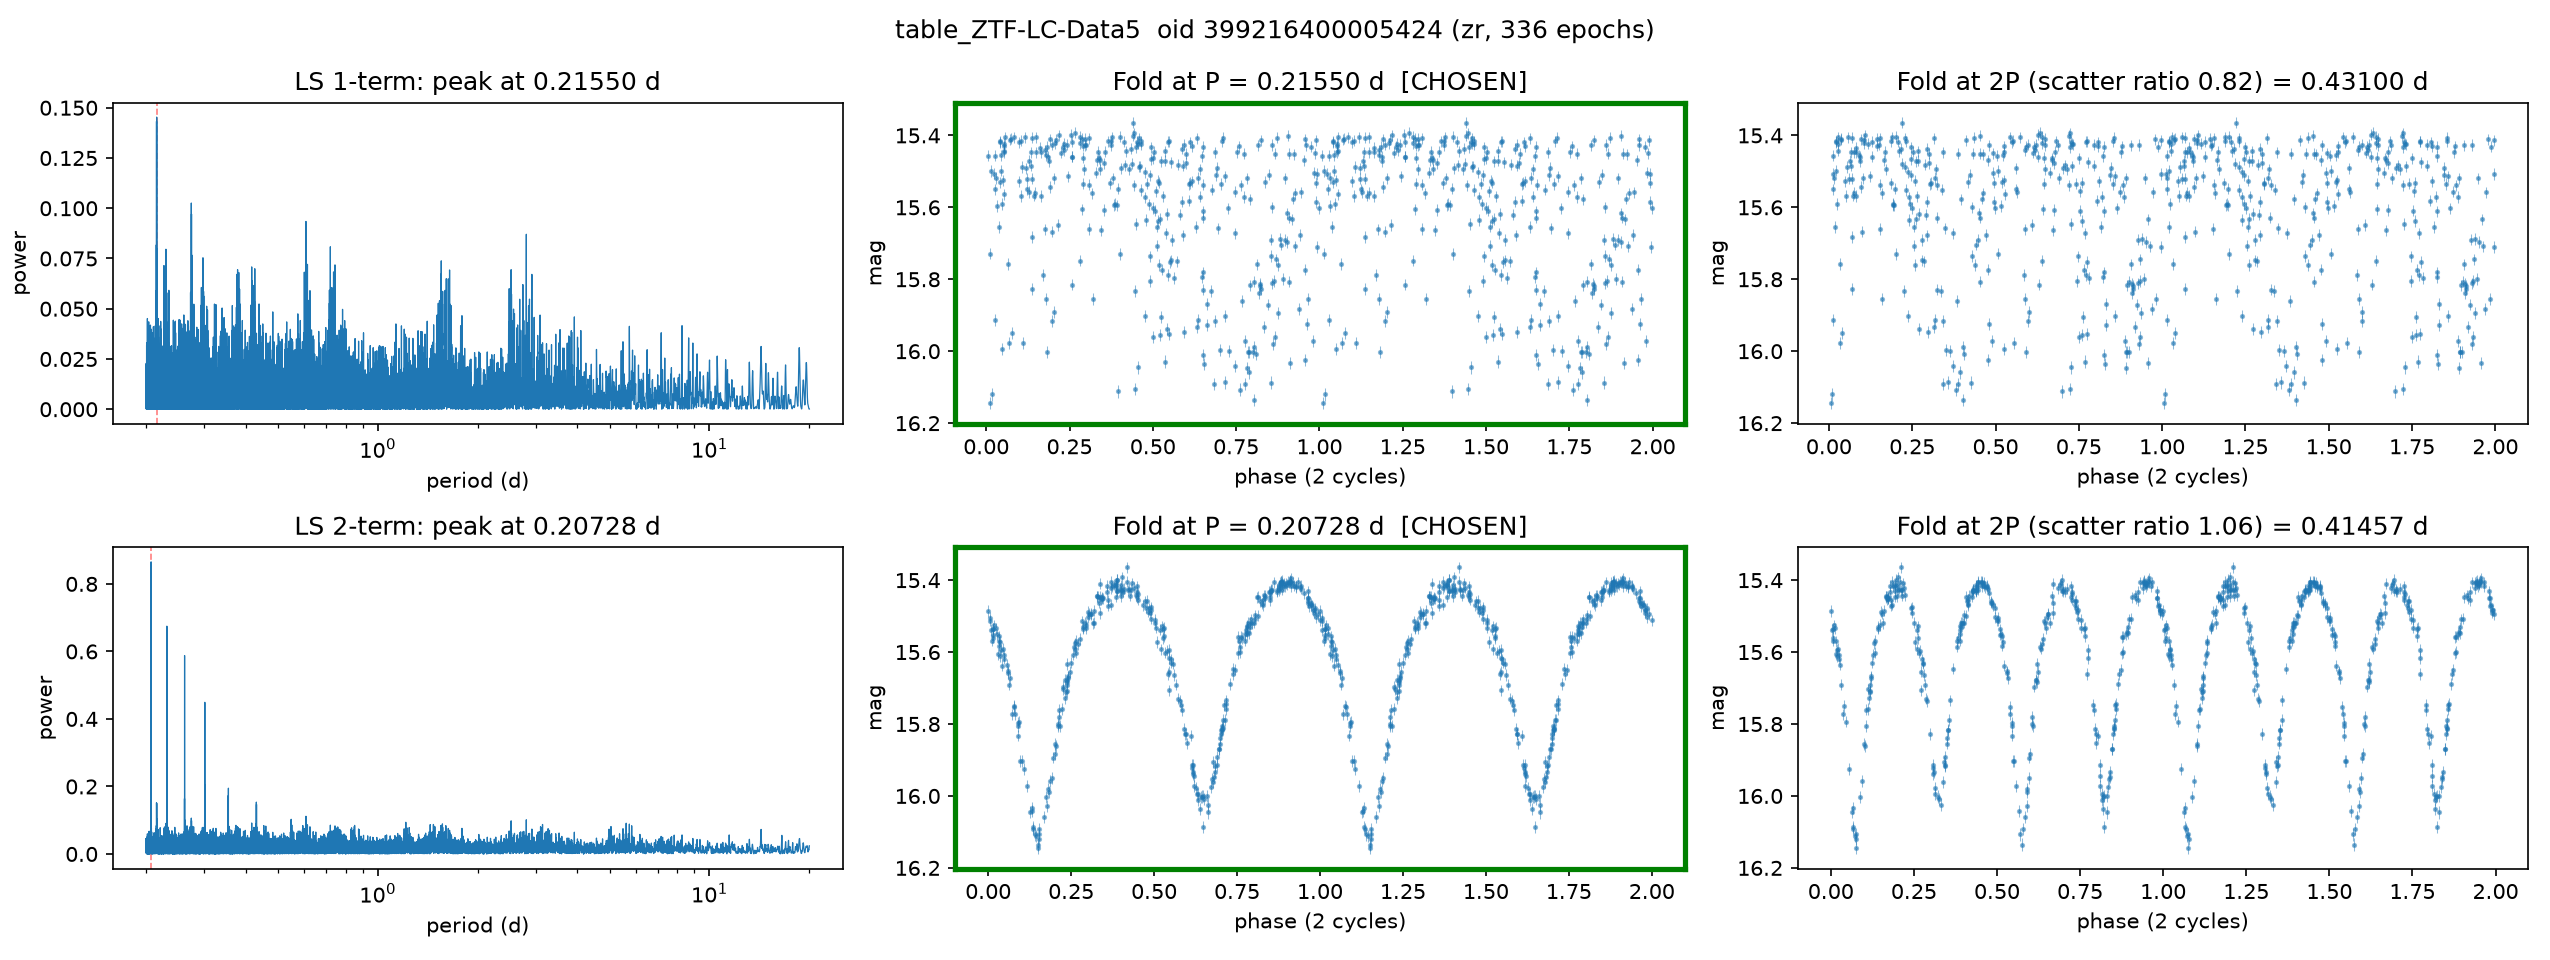 table_ZTF-LC-Data5  oid 399216400005424 (zr, 336 epochs)
LS 1-term: peak at 0.21550 d
0.150
0.125
0.100
0.075
0.050
0.025
0.000
power
10^0
10^1
period (d)
Fold at P = 0.21550 d  [CHOSEN]
15.4
15.6
15.8
16.0
16.2
mag
0.00 0.25 0.50 0.75 1.00 1.25 1.50 1.75 2.00
phase (2 cycles)
Fold at 2P (scatter ratio 0.82) = 0.43100 d
15.4
15.6
15.8
16.0
16.2
mag
0.00 0.25 0.50 0.75 1.00 1.25 1.50 1.75 2.00
phase (2 cycles)
LS 2-term: peak at 0.20728 d
0.8
0.6
0.4
0.2
0.0
power
10^0
10^1
period (d)
Fold at P = 0.20728 d  [CHOSEN]
15.4
15.6
15.8
16.0
16.2
mag
0.00 0.25 0.50 0.75 1.00 1.25 1.50 1.75 2.00
phase (2 cycles)
Fold at 2P (scatter ratio 1.06) = 0.41457 d
15.4
15.6
15.8
16.0
16.2
mag
0.00 0.25 0.50 0.75 1.00 1.25 1.50 1.75 2.00
phase (2 cycles)